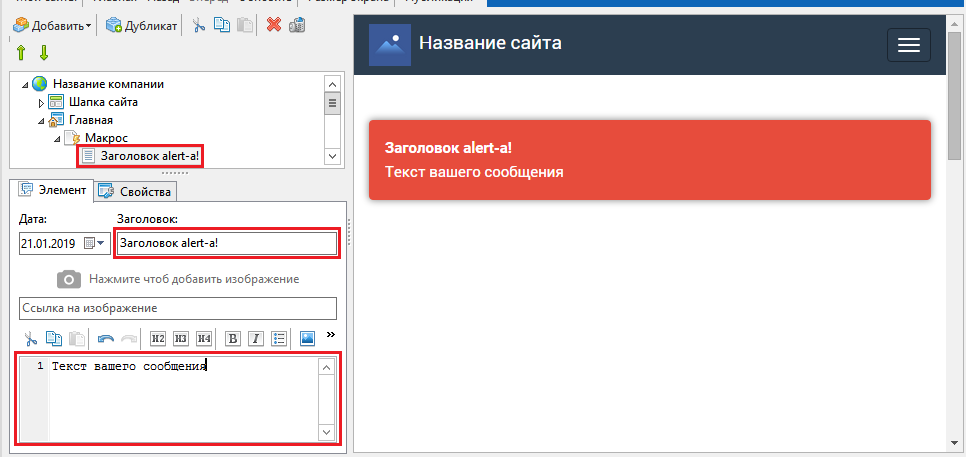 Добавить
Дубликат
Название компании
Шапка сайта
Главная
Макрос
Заголовок alert-а!
Элемент
Свойства
Дата:
Заголовок:
21.01.2019
Заголовок alert-а!
Нажмите чтоб добавить изображение
Ссылка на изображение
H2 H3 H4 B I
»
1 Текст вашего сообщения
Название сайта
Заголовок alert-а!
Текст вашего сообщения